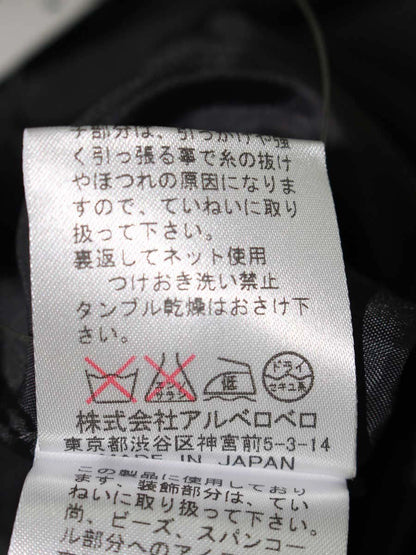 チ部分は、引っかけや強
く引っ張る事で糸の抜け
やほつれの原因になりま
すので、ていねいに取り
扱って下さい。
裏返してネット使用
つけおき洗い禁止
タンブル乾燥はおさけ下
さい。
エンソ
サラシ
低
ドライ
セキユ系
株式会社アルベロベロ
東京都渋谷区神宮前5-3-14
MADE IN JAPAN
この製品に使用しており
ます、装飾部分は、てい
ねいに取り扱って下さい。
尚、ビーズ、スパンコー
ル部分への